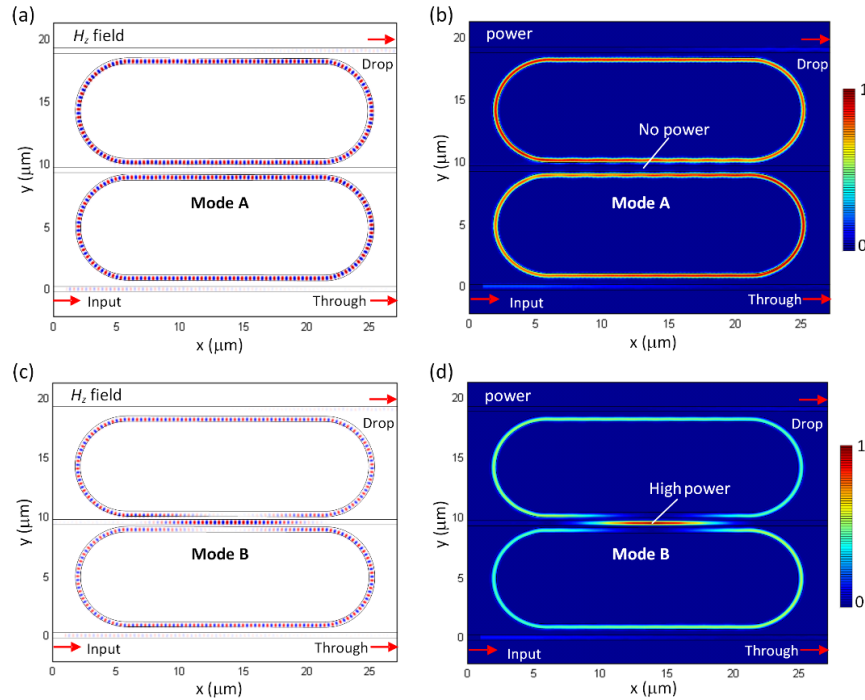 (a)
H_z field
20
15
10
5
0
y (μm)
Drop
Mode A
Input
Through
0
5
10
15
20
25
x (μm)
(b)
power
20
15
10
5
0
y (μm)
Drop
No power
Mode A
Input
Through
0
5
10
15
20
25
x (μm)
1
0
(c)
H_z field
20
15
10
5
0
y (μm)
Drop
Mode B
Input
Through
0
5
10
15
20
25
x (μm)
(d)
power
20
15
10
5
0
y (μm)
Drop
High power
Mode B
Input
Through
0
5
10
15
20
25
x (μm)
1
0